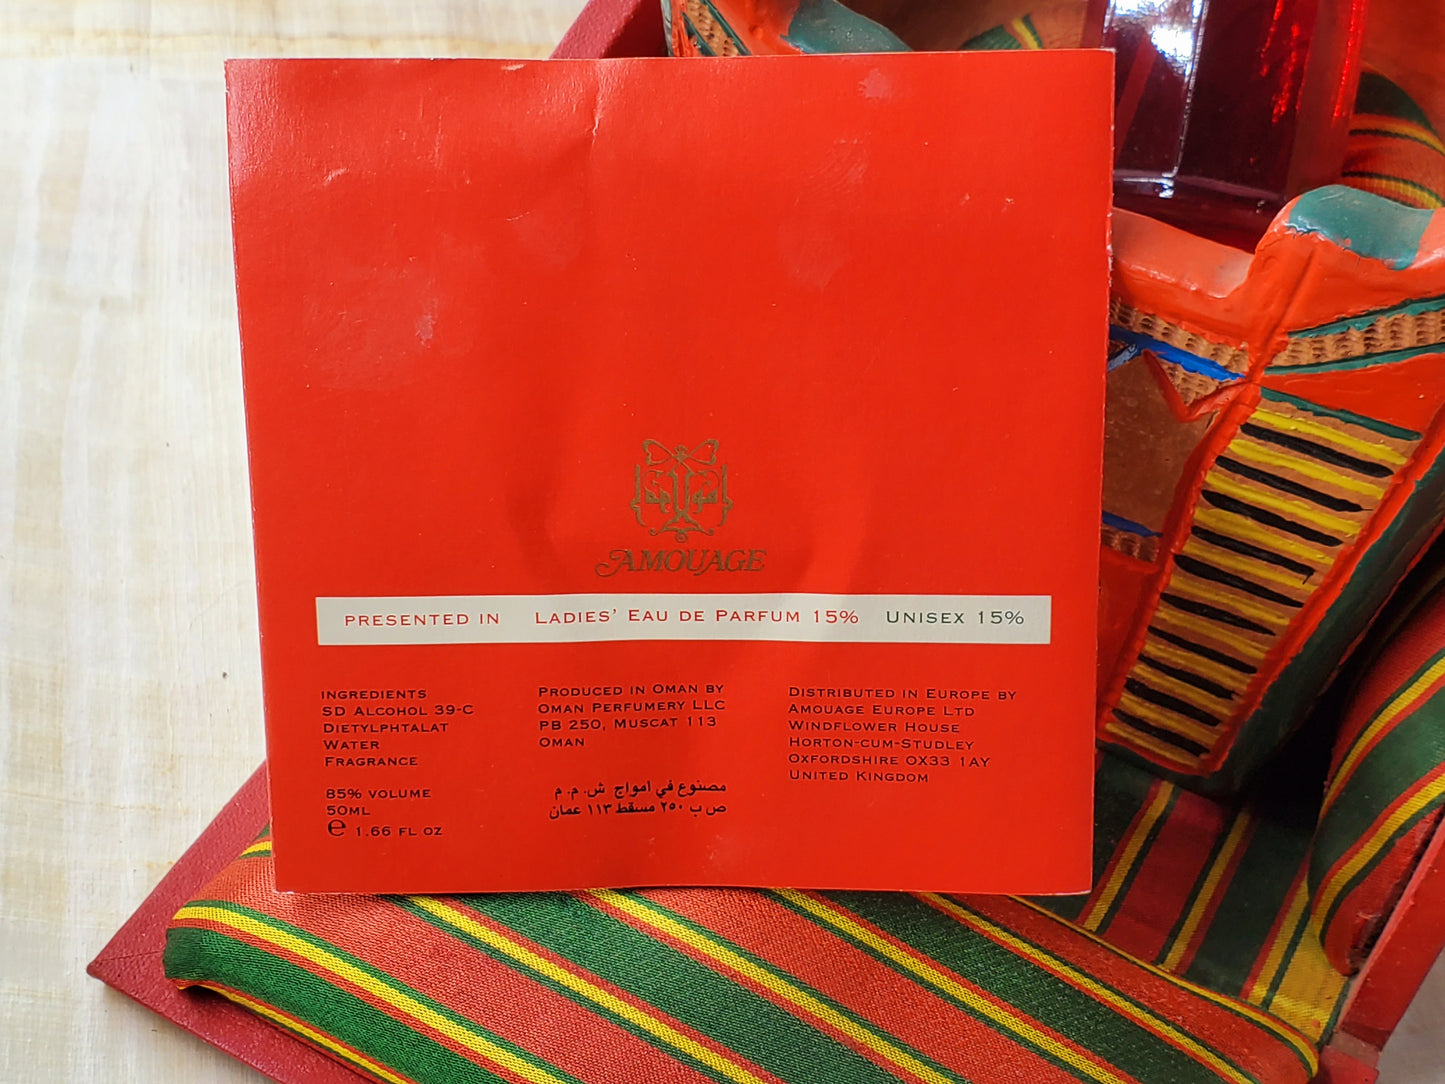 AMOUAGE
PRESENTED IN LADIES' EAU DE PARFUM 15% UNISEX 15%
INGREDIENTS
SD ALCOHOL 39-C
DIETYLPHTALAT
WATER
FRAGRANCE
85% VOLUME
50ML
℮ 1.66 FL OZ
PRODUCED IN OMAN BY
OMAN PERFUMERY LLC
PB 250, MUSCAT 113
OMAN
مصنوع في امواج ش. م. م
ص ب ٢٥٠ مسقط ١١٣ عمان
DISTRIBUTED IN EUROPE BY
AMOUAGE EUROPE LTD
WINDFLOWER HOUSE
HORTON-CUM-STUDLEY
OXFORDSHIRE OX33 1AY
UNITED KINGDOM